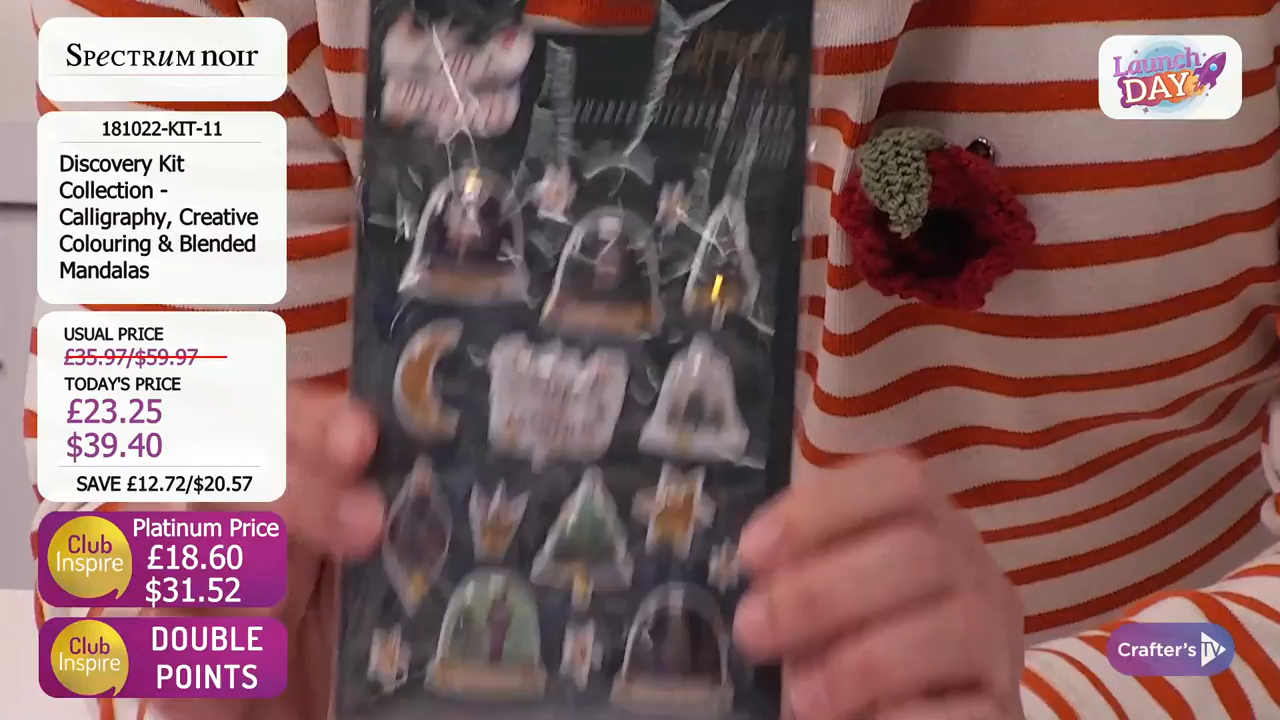 Spectrum noir
181022-KIT-11
Discovery Kit
Collection -
Calligraphy, Creative
Colouring & Blended
Mandalas
USUAL PRICE
£35.97/$59.97
TODAY'S PRICE
£23.25
$39.40
SAVE £12.72/$20.57
Club
Inspire
Platinum Price
£18.60
$31.52
Club
Inspire
DOUBLE
POINTS
Launch
DAY
Crafter's TV